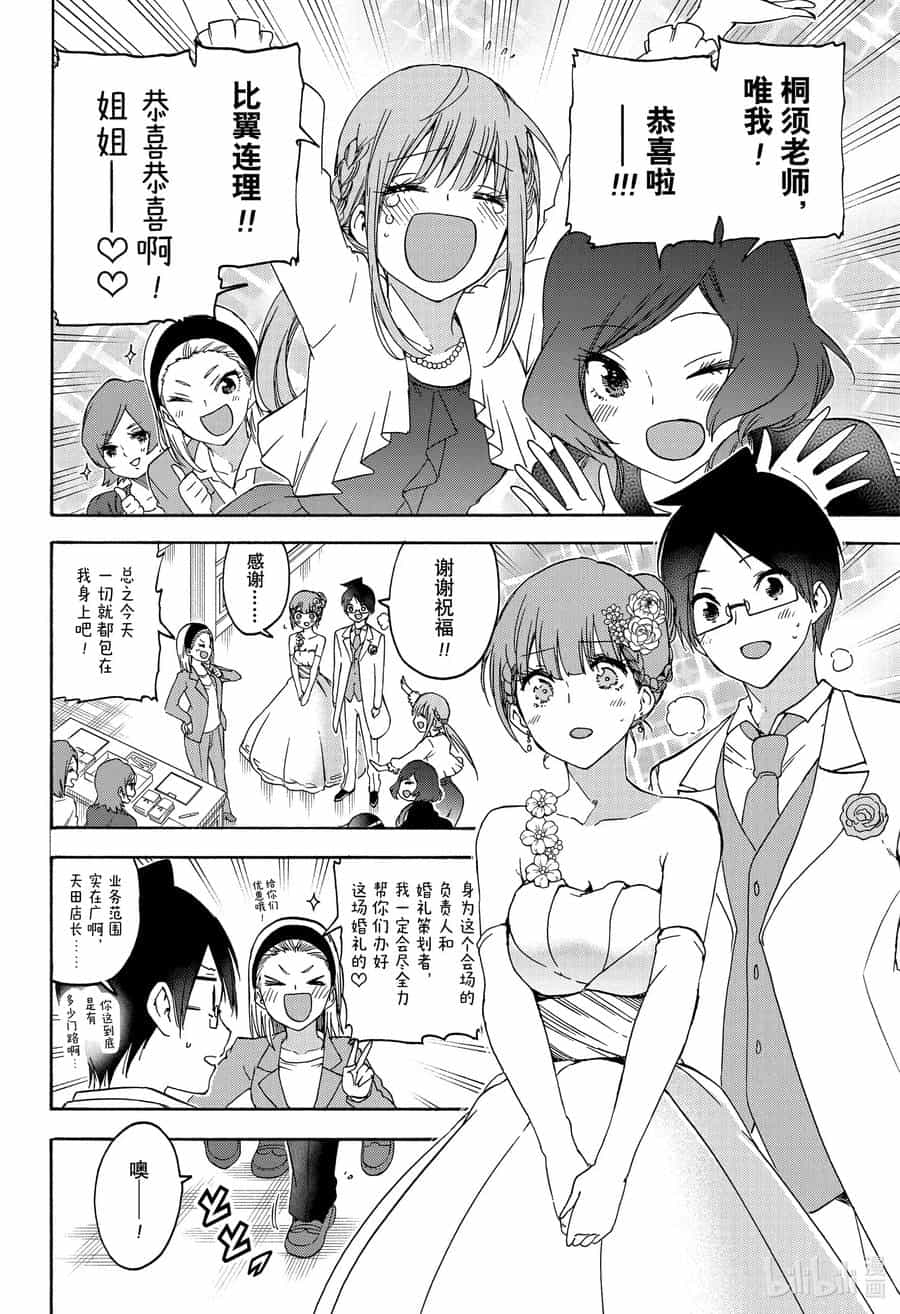 桐须老师，
唯我！
恭喜啦
——!!!
比翼连理!!
恭喜恭喜啊！
姐姐——♡♡
谢谢祝福!!
感谢……
总之今天
一切就都包在
我身上吧！
身为这个会场的
负责人和
婚礼策划者，
我一定会尽全力
帮你们办好
这场婚礼的♡
给你们
优惠哦！
业务范围
实在广啊，
天田店长……
你这到底
是有
多少门路啊…
噢——！
bilibili
漫画